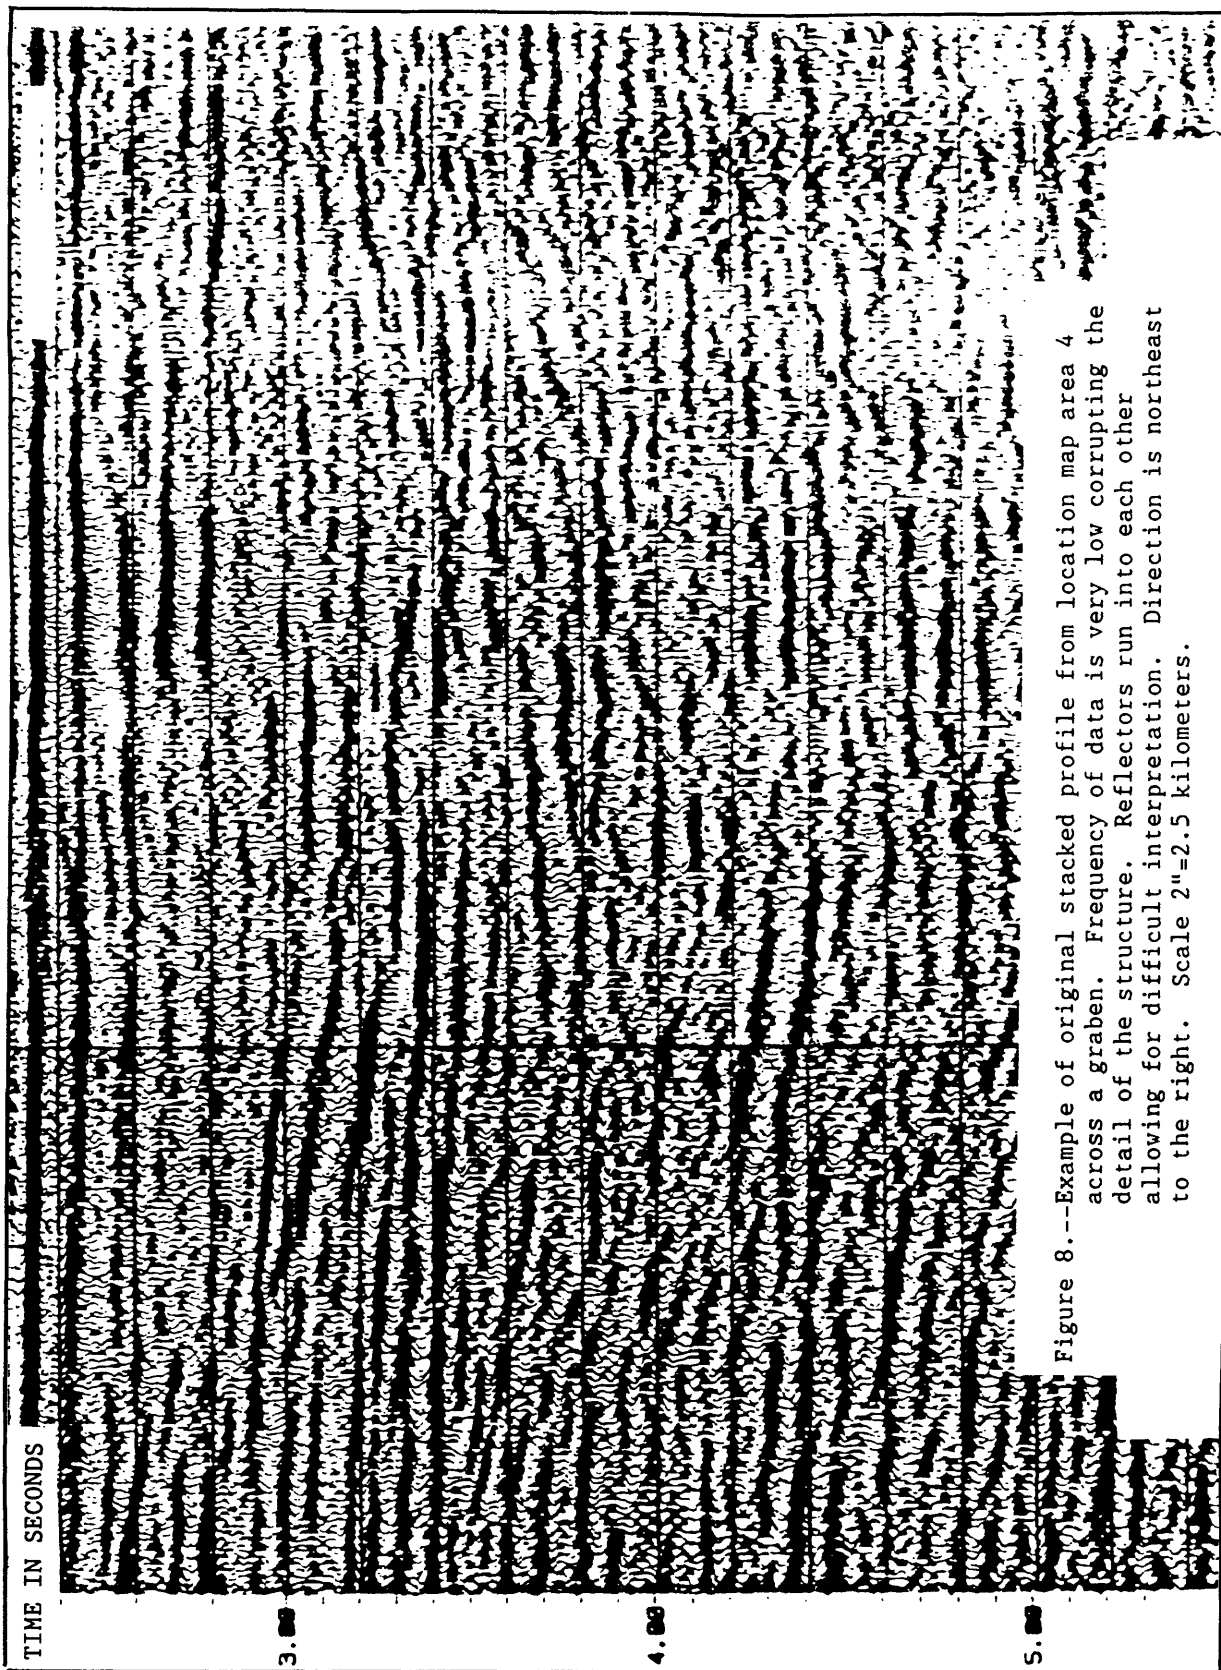 TIME IN SECONDS
3.00
4.00
5.00
Figure 8.---Example of original stacked profile from location map area 4
across a graben. Frequency of data is very low corrupting the
detail of the structure. Reflectors run into each other
allowing for difficult interpretation. Direction is northeast
to the right. Scale 2"=2.5 kilometers.